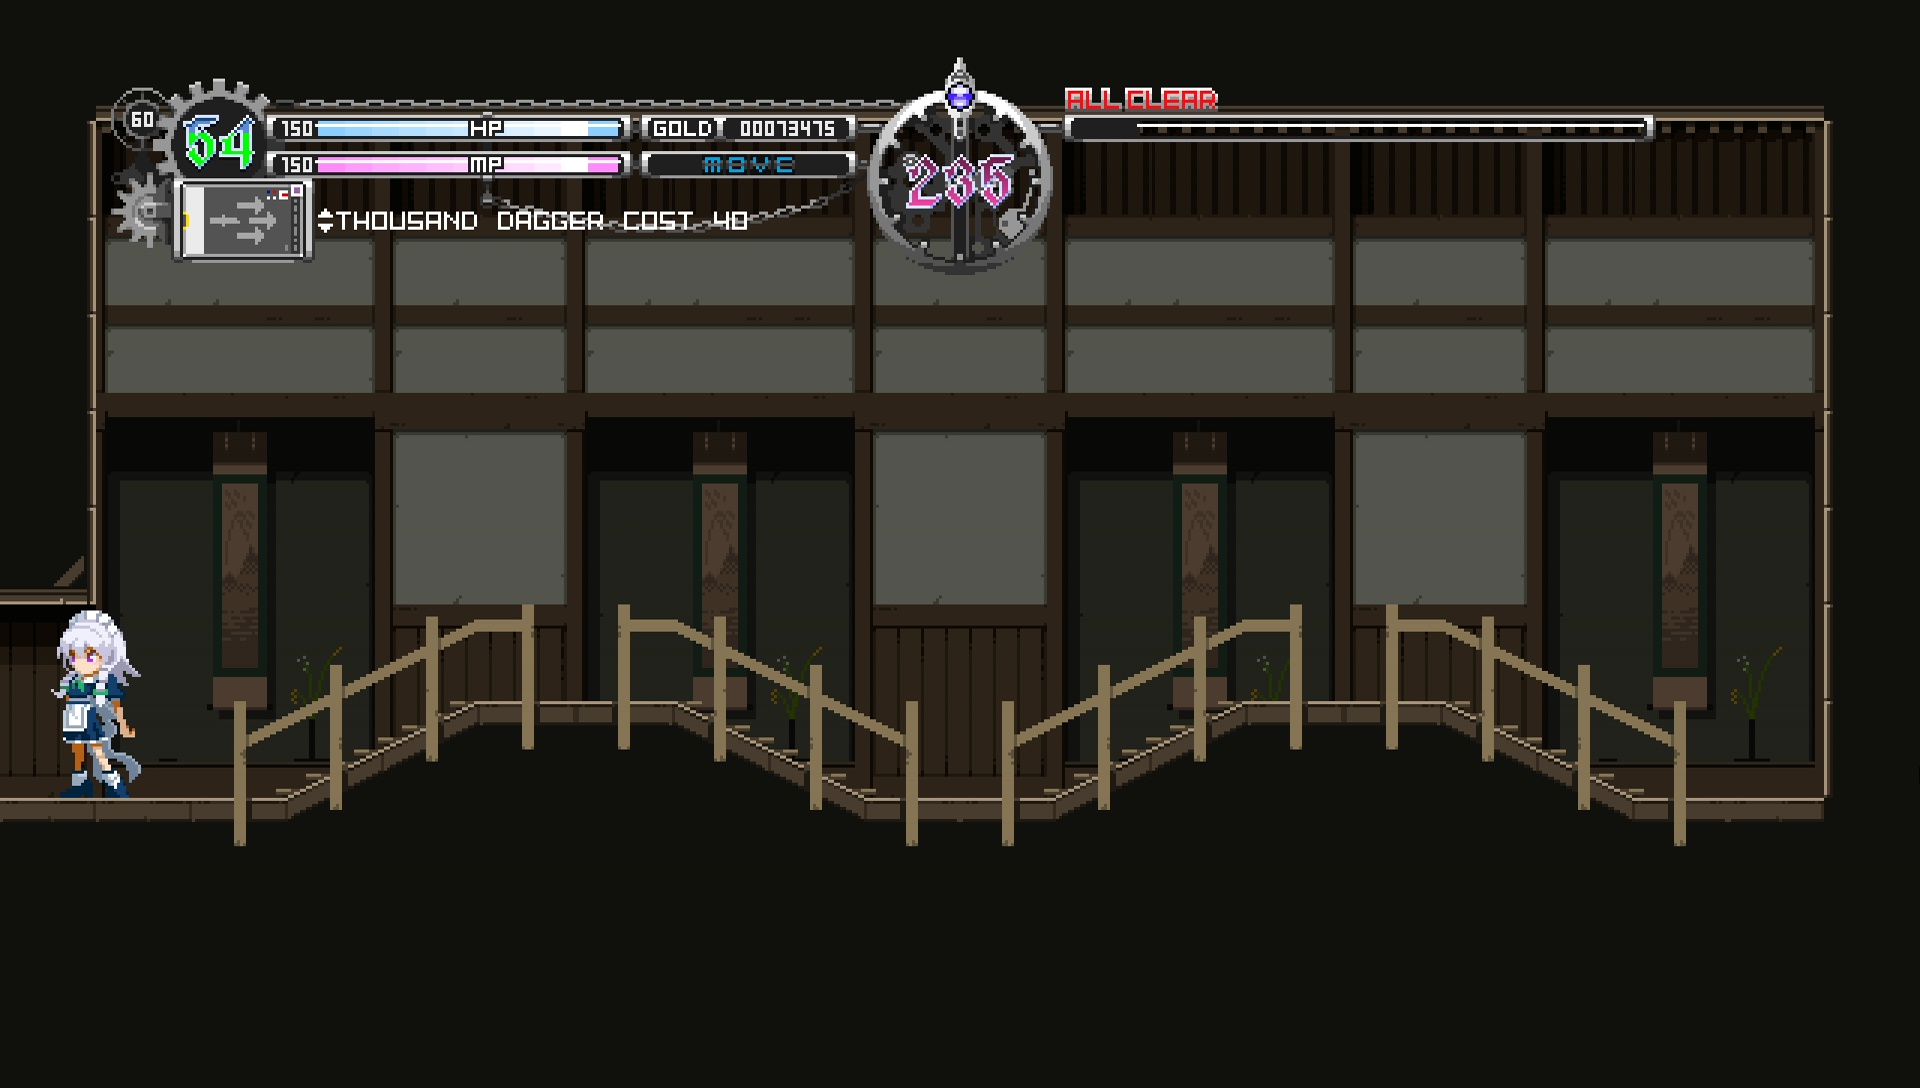 ALL CLEAR
60
64
150 HP
GOLD 00073475
150 MP
MOVE
235
THOUSAND DAGGER COST 40